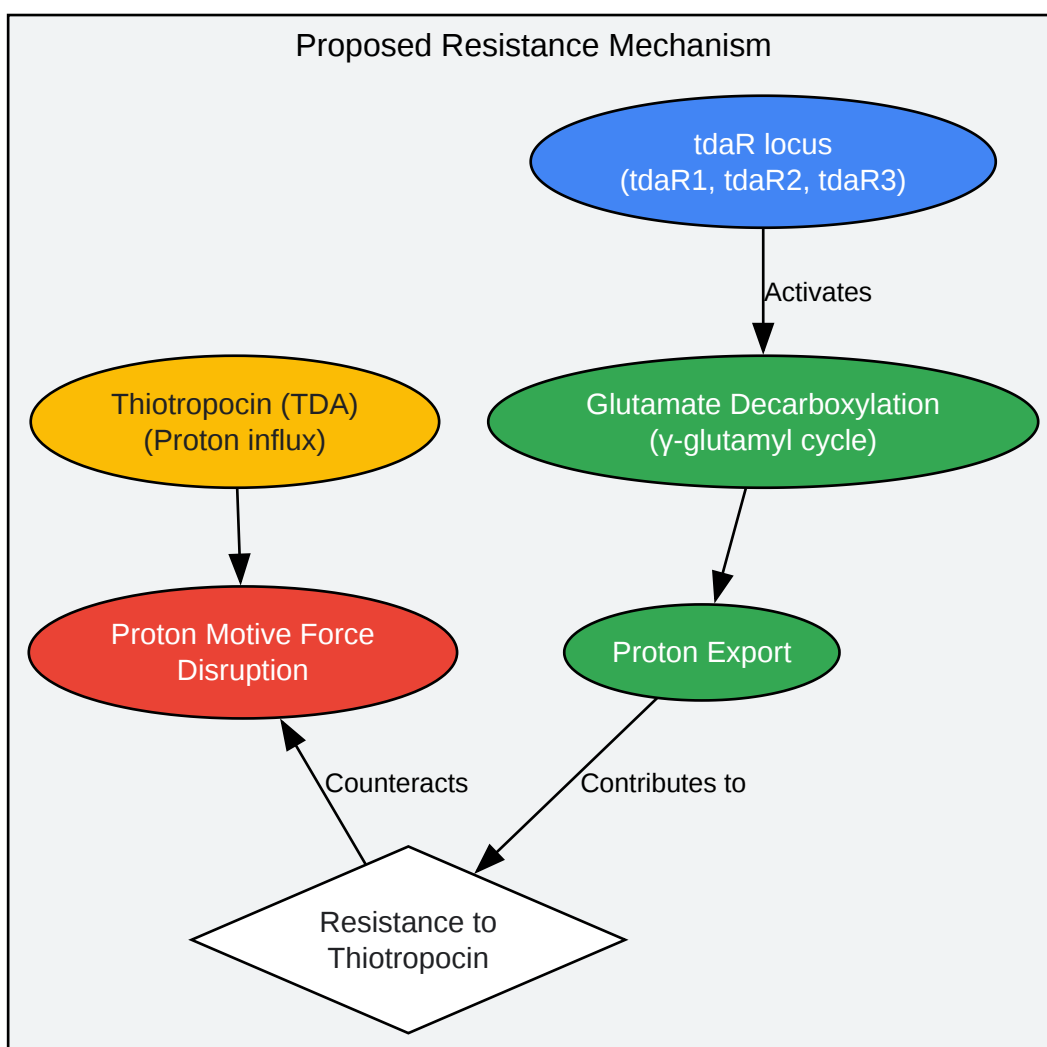 Proposed Resistance Mechanism
tdaR locus
(tdaR1, tdaR2, tdaR3)
Activates
Thiotropocin (TDA)
(Proton influx)
Glutamate Decarboxylation
(γ-glutamyl cycle)
Proton Motive Force
Disruption
Proton Export
Counteracts
Contributes to
Resistance to
Thiotropocin